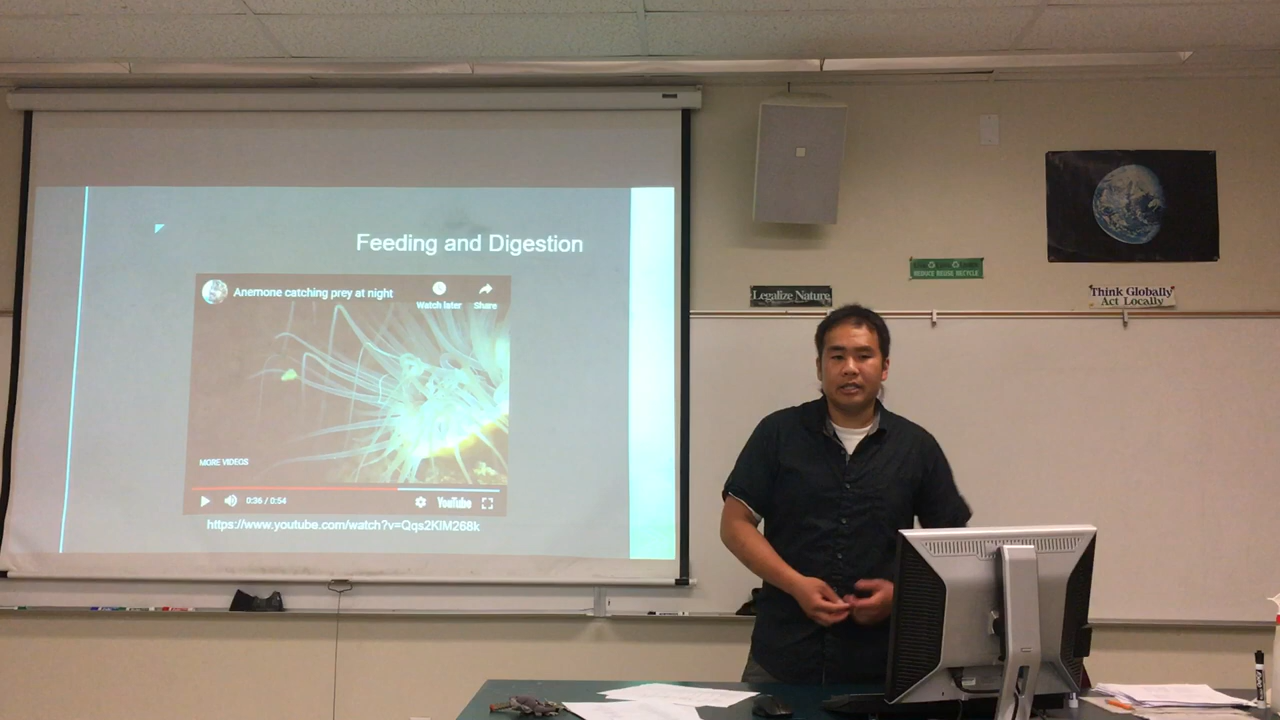 Feeding and Digestion
Anemone catching prey at night
Watch later
Share
MORE VIDEOS
0:36 / 0:54
YouTube
https://www.youtube.com/watch?v=Qqs2KlM268k
REDUCE REUSE RECYCLE
Legalize Nature
Think Globally
Act Locally